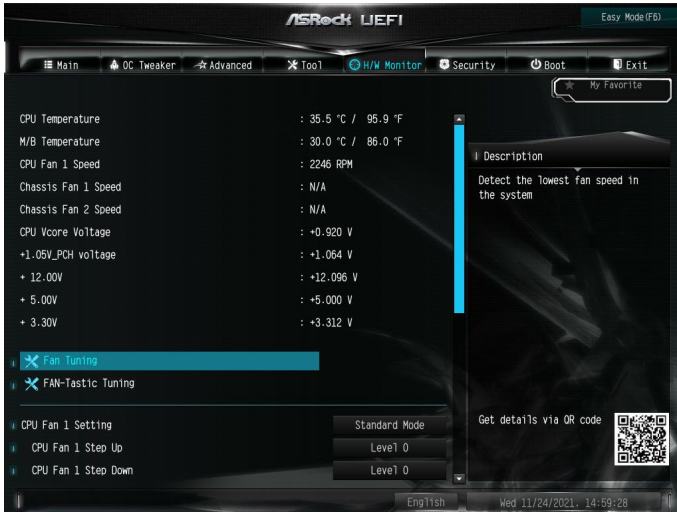 ASRock UEFI
Easy Mode(F6)
Main
OC Tweaker
Advanced
Tool
H/W Monitor
Security
Boot
Exit
My Favorite
CPU Temperature : 35.5 °C / 95.9 °F
M/B Temperature : 30.0 °C / 86.0 °F
CPU Fan 1 Speed : 2246 RPM
Chassis Fan 1 Speed : N/A
Chassis Fan 2 Speed : N/A
CPU Vcore Voltage : +0.920 V
+1.05V_PCH voltage : +1.064 V
+ 12.00V : +12.096 V
+ 5.00V : +5.000 V
+ 3.30V : +3.312 V
Fan Tuning
FAN-Tastic Tuning
CPU Fan 1 Setting Standard Mode
CPU Fan 1 Step Up Level 0
CPU Fan 1 Step Down Level 0
Description
Detect the lowest fan speed in
the system
Get details via QR code
English
Wed 11/24/2021. 14:59:28